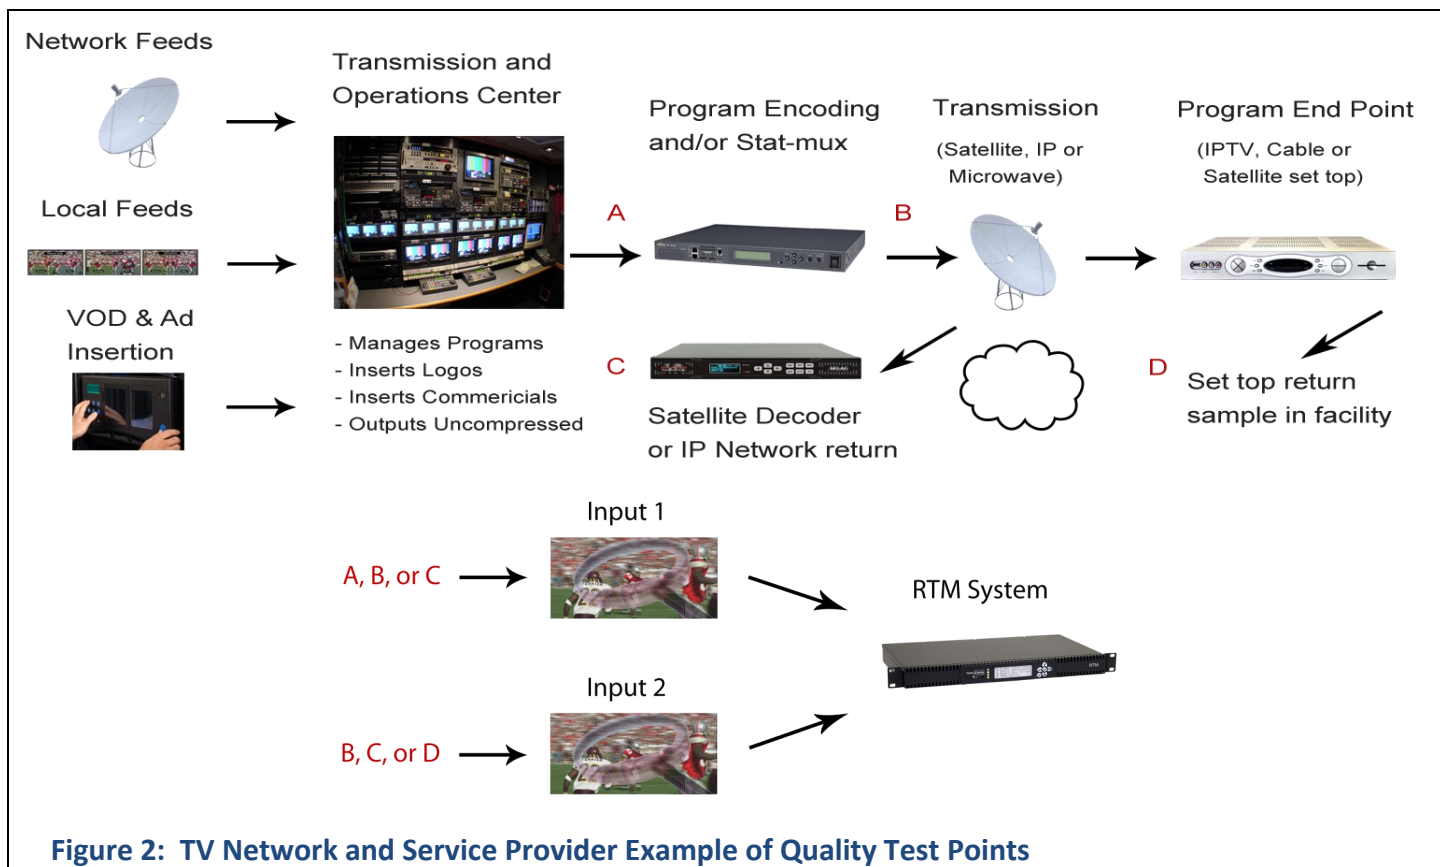 Network Feeds
Transmission and
Operations Center
Program Encoding
and/or Stat-mux
Transmission
(Satellite, IP or
Microwave)
Program End Point
(IPTV, Cable or
Satellite set top)
Local Feeds
A
B
VOD & Ad
Insertion
- Manages Programs
- Inserts Logos
- Inserts Commericials
- Outputs Uncompressed
C
Satellite Decoder
or IP Network return
D
Set top return
sample in facility
Input 1
A, B, or C
RTM System
RTM
Input 2
B, C, or D
Figure 2: TV Network and Service Provider Example of Quality Test Points